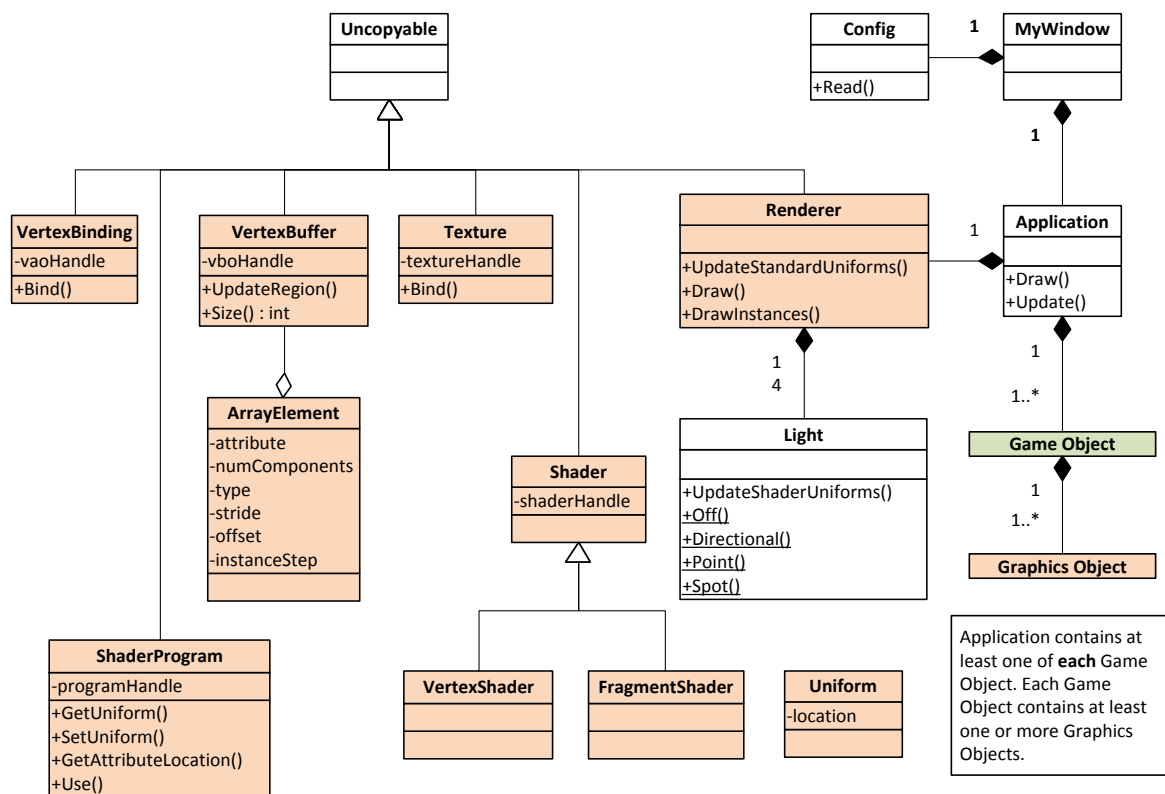 Uncopyable
Config
+Read()
1
MyWindow
1
VertexBinding
-vaoHandle
+Bind()
VertexBuffer
-vboHandle
+UpdateRegion()
+Size() : int
Texture
-textureHandle
+Bind()
Renderer
+UpdateStandardUniforms()
+Draw()
+DrawInstances()
1
Application
+Draw()
+Update()
1
4
1
1..*
ArrayElement
-attribute
-numComponents
-type
-stride
-offset
-instanceStep
Shader
-shaderHandle
Light
+UpdateShaderUniforms()
+Off()
+Directional()
+Point()
+Spot()
Game Object
1
1..*
Graphics Object
ShaderProgram
-programHandle
+GetUniform()
+SetUniform()
+GetAttributeLocation()
+Use()
VertexShader
FragmentShader
Uniform
-location
Application contains at
least one of each Game
Object. Each Game
Object contains at least
one or more Graphics
Objects.